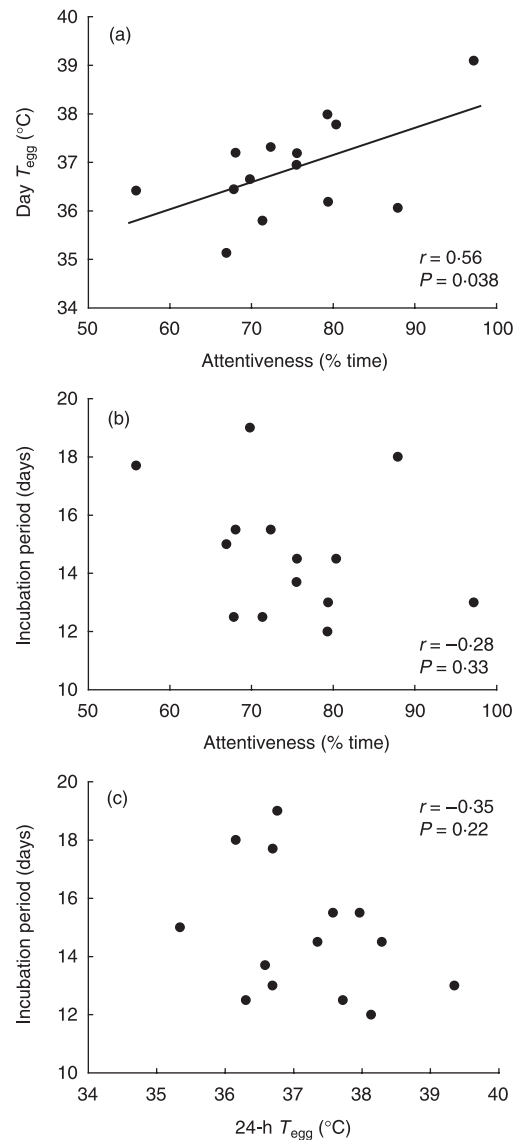 40
(a)
39
38
37
36
35
34
Day Tegg (°C)
r = 0·56
P = 0·038
50 60 70 80 90 100
Attentiveness (% time)
20
(b)
18
16
14
12
10
Incubation period (days)
r = −0·28
P = 0·33
50 60 70 80 90 100
Attentiveness (% time)
20
(c)
18
16
14
12
10
Incubation period (days)
r = −0·35
P = 0·22
34 35 36 37 38 39 40
24-h Tegg (°C)